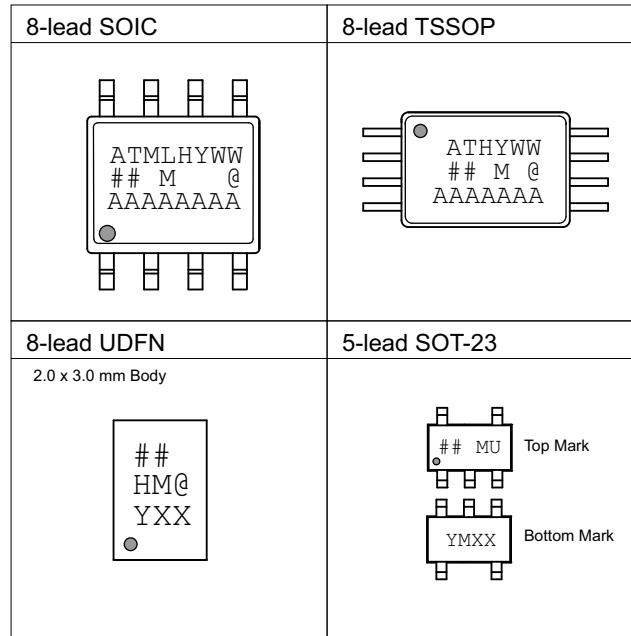 8-lead SOIC
ATMLHYWW
## M @
AAAAAAAA
8-lead TSSOP
ATHYWW
## M @
AAAAAAA
8-lead UDFN
2.0 x 3.0 mm Body
##
HM@
YXX
5-lead SOT-23
## MU
Top Mark
YMXX
Bottom Mark